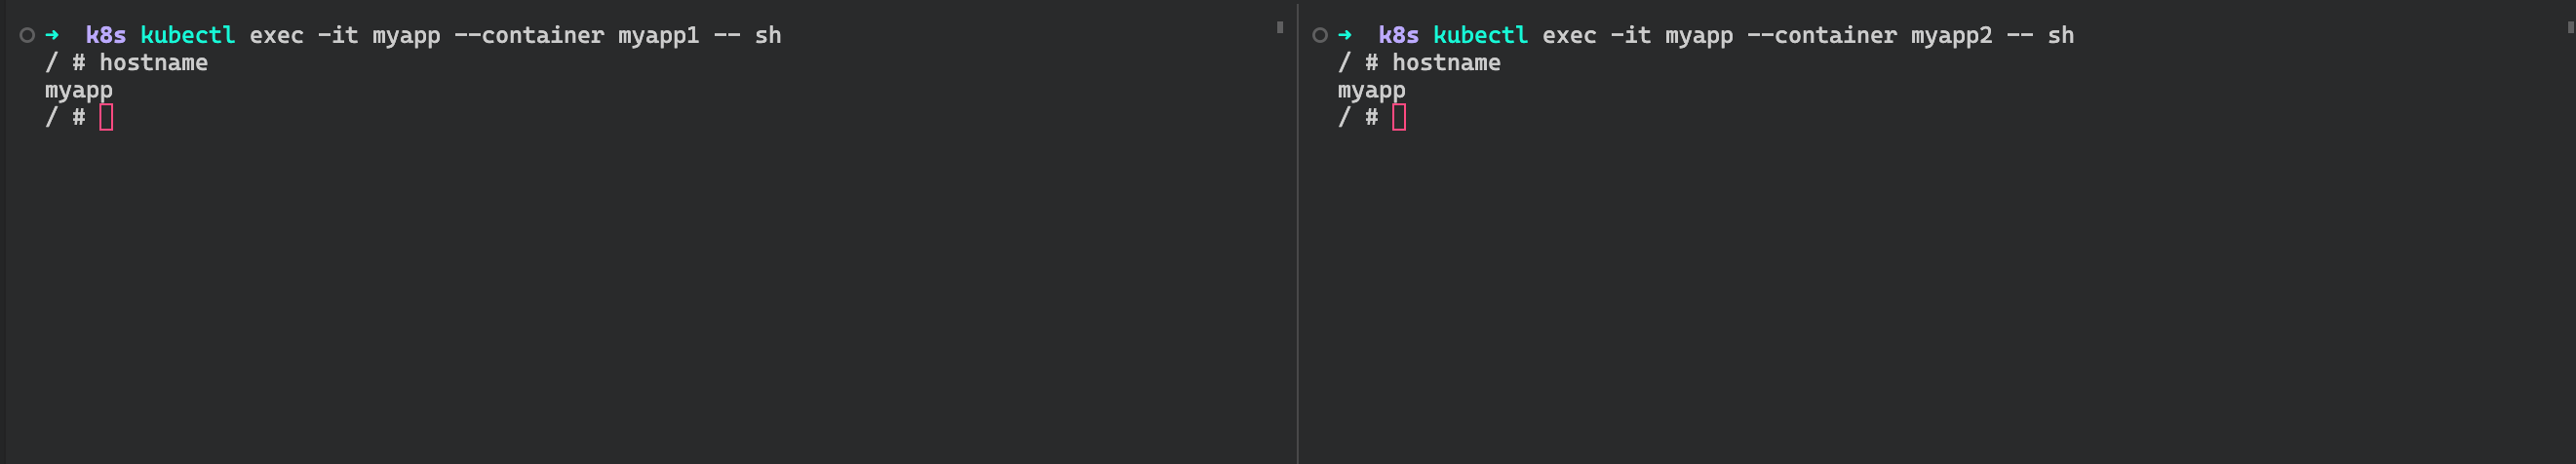 ➜  k8s kubectl exec -it myapp --container myapp1 -- sh
/ # hostname
myapp
/ #
➜  k8s kubectl exec -it myapp --container myapp2 -- sh
/ # hostname
myapp
/ #